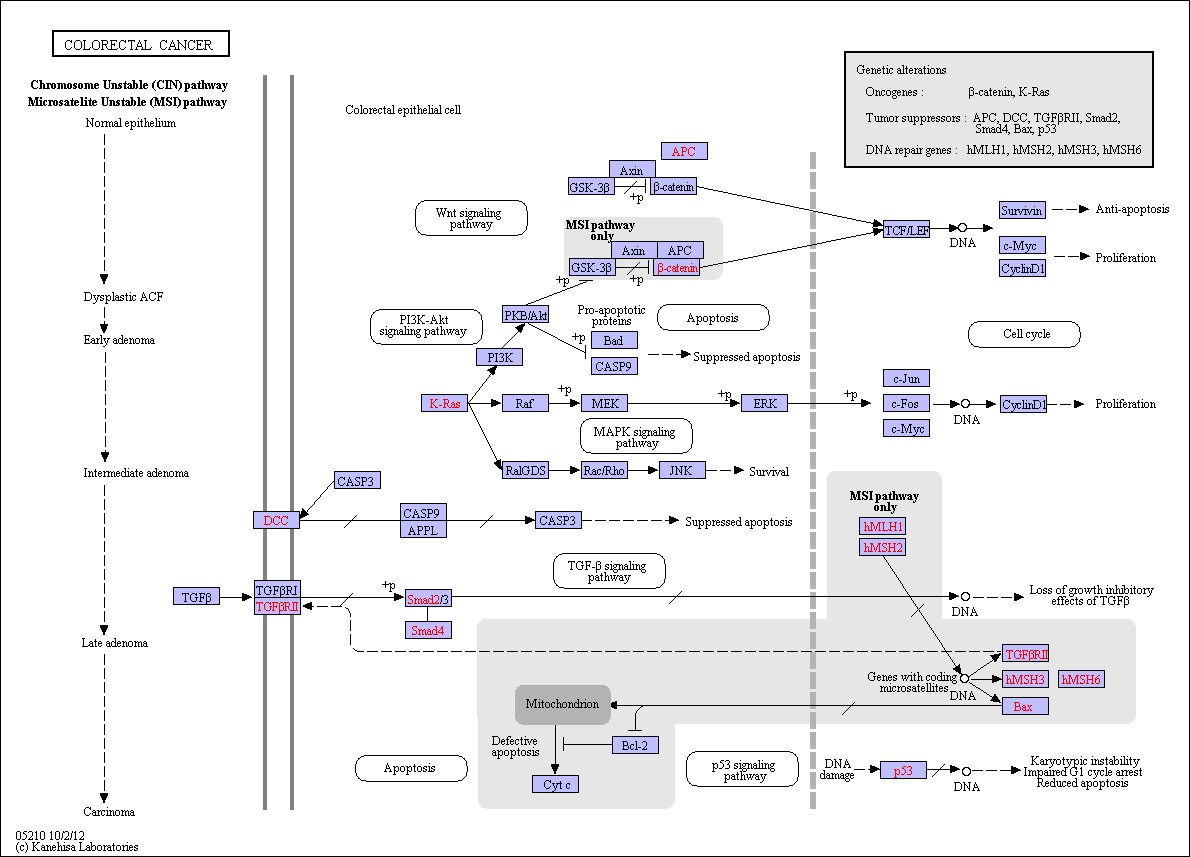 COLORECTAL CANCER
Chromosome Unstable (CIN) pathway
Microsatelite Unstable (MSI) pathway
Normal epithelium
Dysplastic ACF
Early adenoma
Intermediate adenoma
Late adenoma
Carcinoma
05210 10/2/12
(c) Kanehisa Laboratories
Colorectal epithelial cell
Genetic alterations
Oncogenes : β-catenin, K-Ras
Tumor suppressors : APC, DCC, TGFβRII, Smad2,
Smad4, Bax, p53
DNA repair genes : hMLH1, hMSH2, hMSH3, hMSH6
APC
Axin
GSK-3β
+p
β-catenin
Wnt signaling
pathway
MSI pathway
only
Axin
APC
GSK-3β
+p
β-catenin
TCF/LEF
DNA
Survivin
Anti-apoptosis
c-Myc
CyclinD1
Proliferation
+p
PKB/Akt
PI3K-Akt
signaling pathway
Pro-apoptotic
proteins
Apoptosis
+p
Bad
CASP9
Suppressed apoptosis
Cell cycle
PI3K
K-Ras
Raf
+p
MEK
+p
ERK
+p
c-Jun
c-Fos
c-Myc
DNA
CyclinD1
Proliferation
MAPK signaling
pathway
RalGDS
Rac/Rho
JNK
Survival
CASP3
DCC
CASP9
APPL
CASP3
Suppressed apoptosis
MSI pathway
only
hMLH1
hMSH2
TGF-β signaling
pathway
TGFβ
TGFβRI
TGFβRII
+p
Smad2/3
Smad4
DNA
Loss of growth inhibitory
effects of TGFβ
Genes with coding
microsatellites
DNA
TGFβRII
hMSH3
hMSH6
Bax
Mitochondrion
Defective
apoptosis
Bcl-2
Cyt c
Apoptosis
p53 signaling
pathway
DNA
damage
p53
DNA
Karyotypic instability
Impaired G1 cycle arrest
Reduced apoptosis